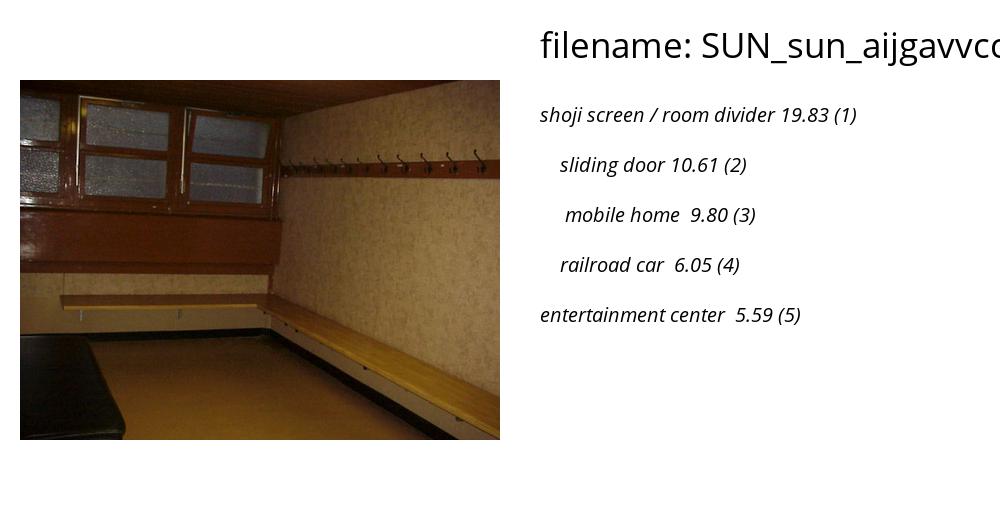 filename: SUN_sun_aijgavvcc
shoji screen / room divider 19.83 (1)
sliding door 10.61 (2)
mobile home 9.80 (3)
railroad car 6.05 (4)
entertainment center 5.59 (5)